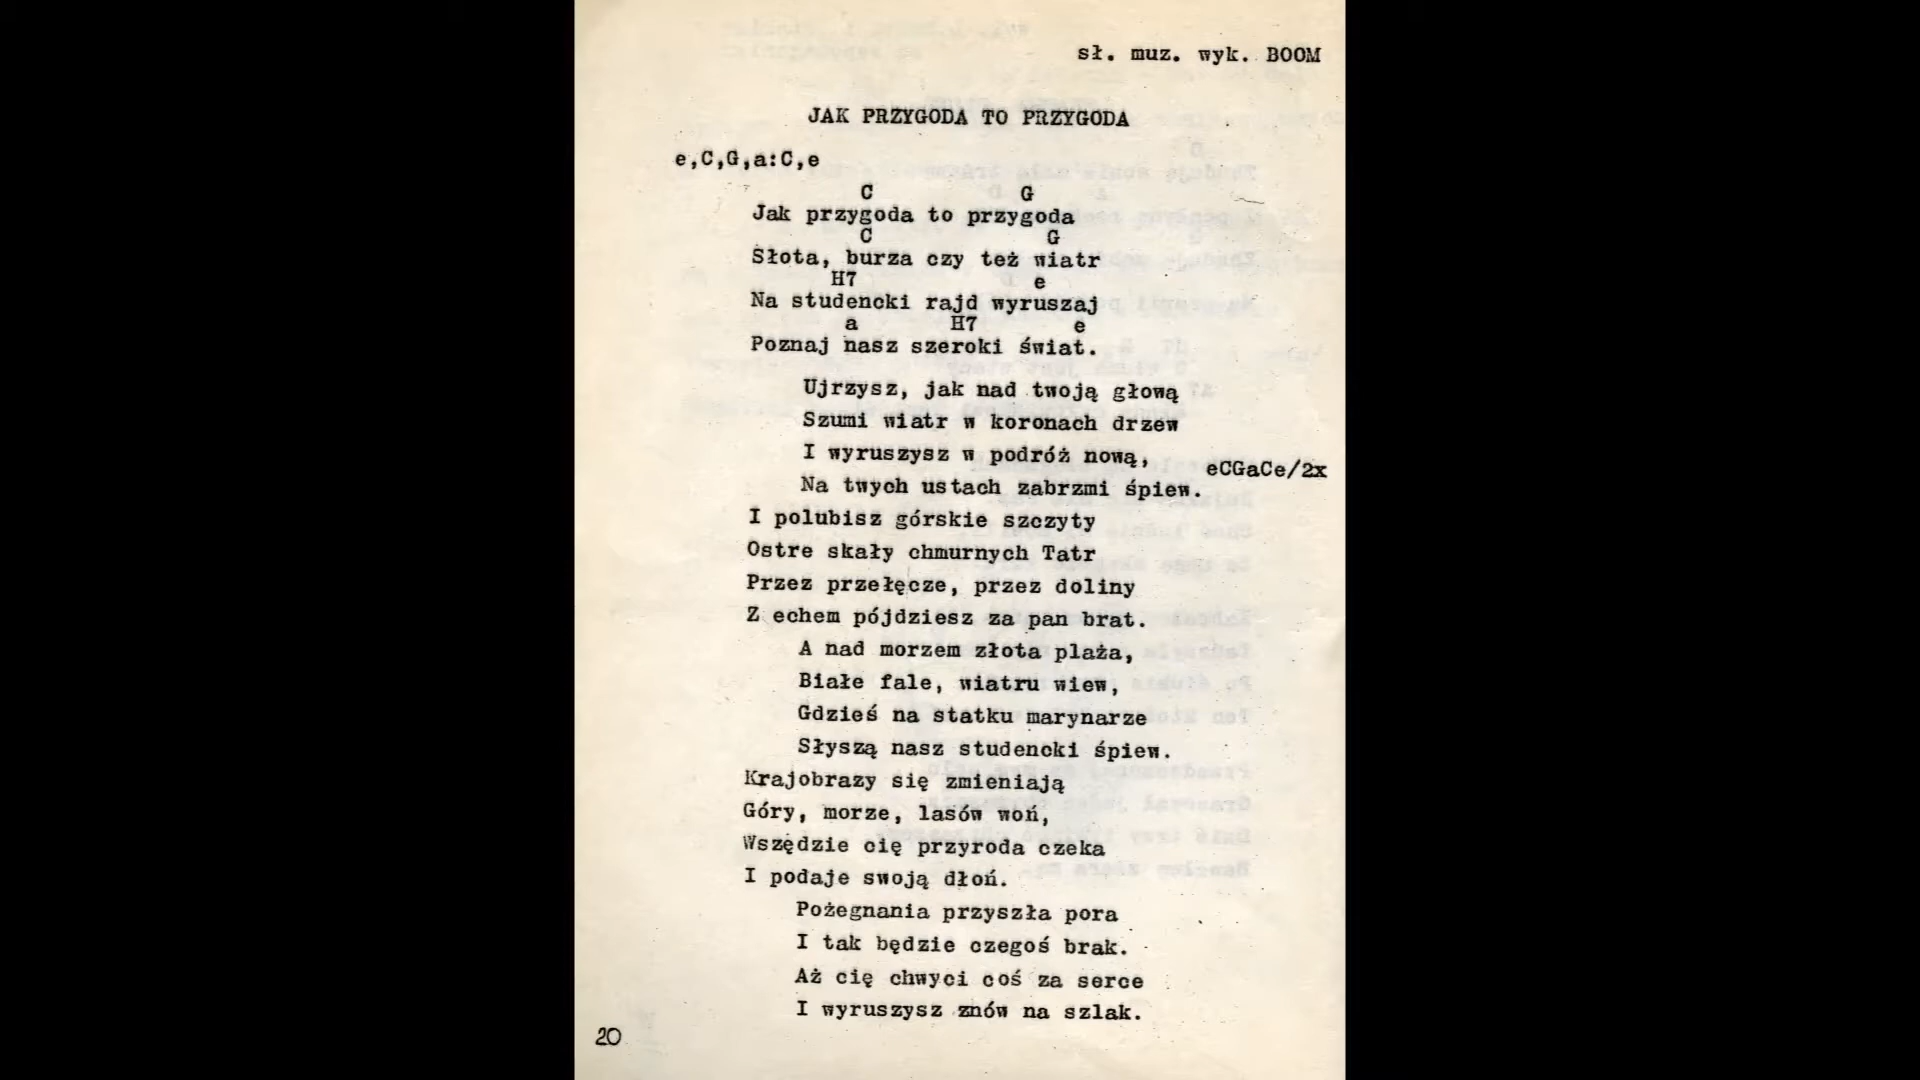 sł. muz. wyk. BOOM
JAK PRZYGODA TO PRZYGODA
e,C,G,a:C,e
C G
Jak przygoda to przygoda
C G
Słota, burza czy też wiatr
H7 e
Na studencki rajd wyruszaj
a H7 e
Poznaj nasz szeroki świat.
Ujrzysz, jak nad twoją głową
Szumi wiatr w koronach drzew
I wyruszysz w podróż nową,
eCGaCe/2x
Na twych ustach zabrzmi śpiew.
I polubisz górskie szczyty
Ostre skały chmurnych Tatr
Przez przełęcze, przez doliny
Z echem pójdziesz za pan brat.
A nad morzem złota plaża,
Białe fale, wiatru wiew,
Gdzieś na statku marynarze
Słyszą nasz studencki śpiew.
Krajobrazy się zmieniają
Góry, morze, lasów woń,
Wszędzie cię przyroda czeka
I podaje swoją dłoń.
Pożegnania przyszła pora
I tak będzie czegoś brak.
Aż cię chwyci coś za serce
I wyruszysz znów na szlak.
20